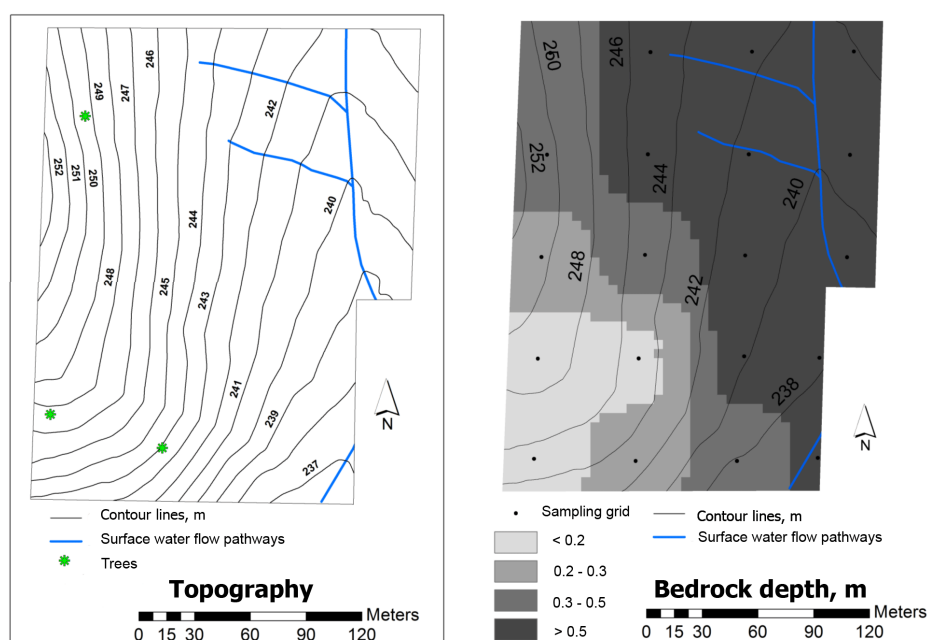 246
249
247
242
252
251
250
240
244
248
245
243
241
239
237
N
Contour lines, m
Surface water flow pathways
Trees
Topography
Meters
0 15 30 60 90 120
250
246
252
244
240
248
242
238
N
Sampling grid
Contour lines, m
< 0.2
Surface water flow pathways
0.2 - 0.3
0.3 - 0.5
> 0.5
Bedrock depth, m
Meters
0 15 30 60 90 120